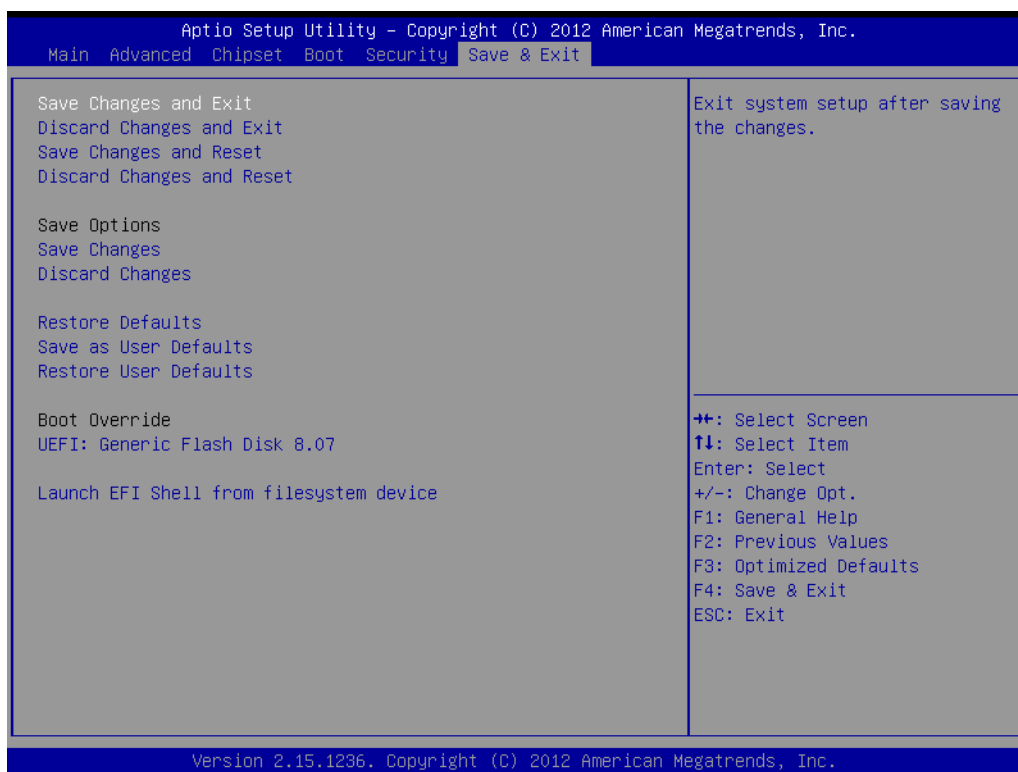 Aptio Setup Utility – Copyright (C) 2012 American Megatrends, Inc.
Main Advanced Chipset Boot Security Save & Exit
Save Changes and Exit
Discard Changes and Exit
Save Changes and Reset
Discard Changes and Reset
Save Options
Save Changes
Discard Changes
Restore Defaults
Save as User Defaults
Restore User Defaults
Boot Override
UEFI: Generic Flash Disk 8.07
Launch EFI Shell from filesystem device
Exit system setup after saving
the changes.
→←: Select Screen
↑↓: Select Item
Enter: Select
+/-: Change Opt.
F1: General Help
F2: Previous Values
F3: Optimized Defaults
F4: Save & Exit
ESC: Exit
Version 2.15.1236. Copyright (C) 2012 American Megatrends, Inc.